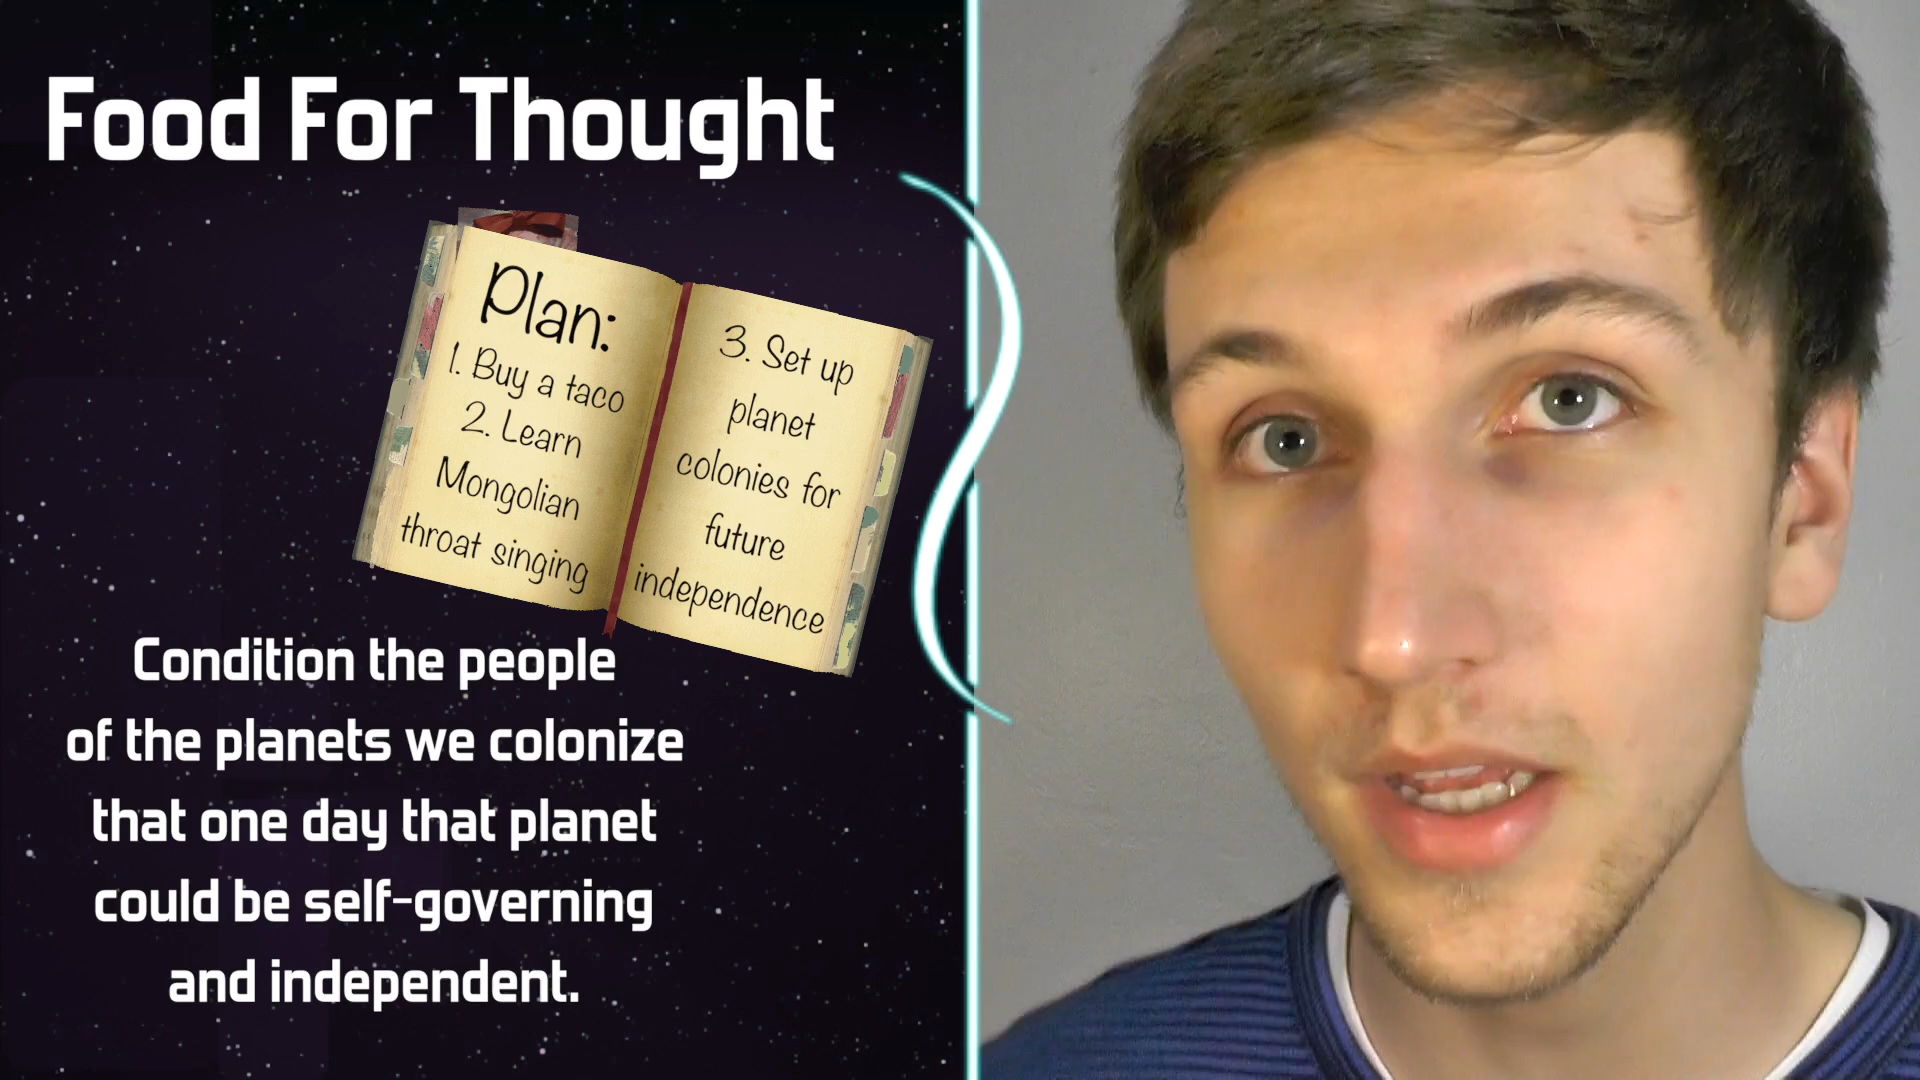 Food For Thought
Plan:
1. Buy a taco
2. Learn
Mongolian
throat singing
3. Set up
planet
colonies for
future
independence
Condition the people
of the planets we colonize
that one day that planet
could be self-governing
and independent.